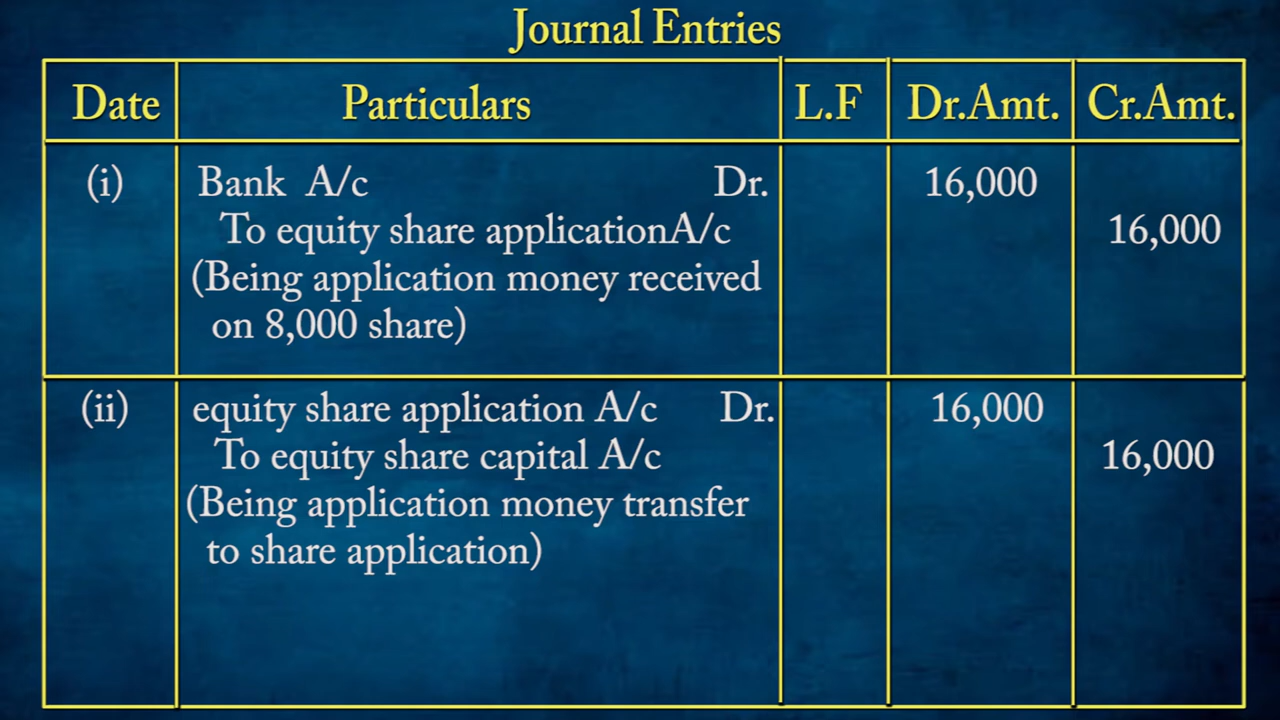 Journal Entries
Date Particulars L.F Dr.Amt. Cr.Amt.
(i) Bank A/c Dr. 16,000
To equity share applicationA/c 16,000
(Being application money received
on 8,000 share)
(ii) equity share application A/c Dr. 16,000
To equity share capital A/c 16,000
(Being application money transfer
to share application)